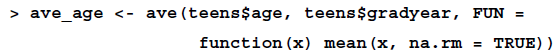 > ave_age <- ave(teens$age, teens$gradyear, FUN =
function(x) mean(x, na.rm = TRUE))